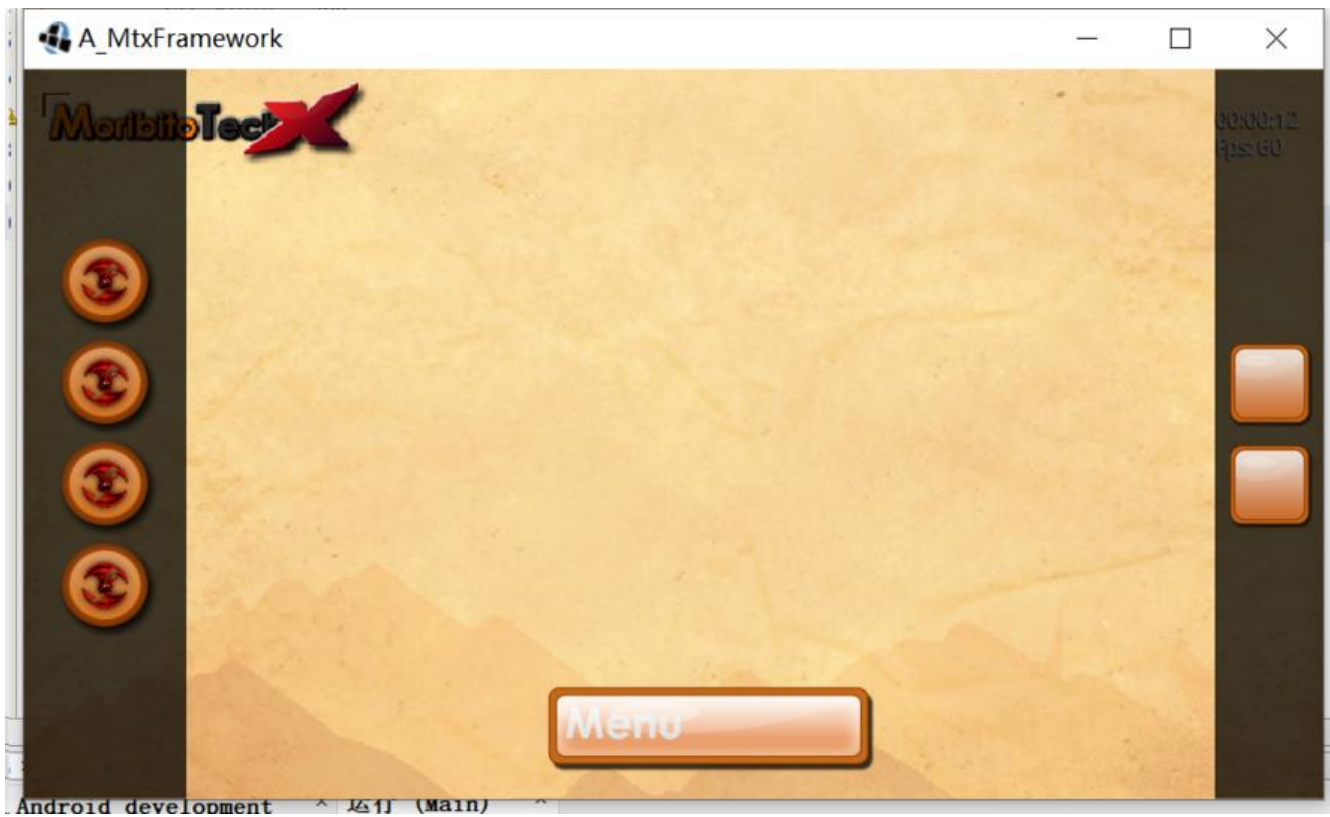 A_MtxFramework
MoribitoTechX
00:00:12
Fps: 60
Menu
Android development × 运行 (Main) ×